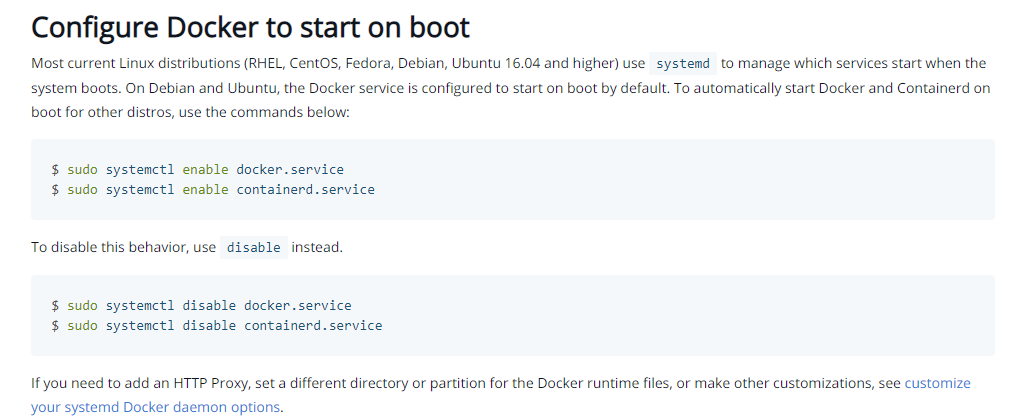 Configure Docker to start on boot
Most current Linux distributions (RHEL, CentOS, Fedora, Debian, Ubuntu 16.04 and higher) use systemd to manage which services start when the
system boots. On Debian and Ubuntu, the Docker service is configured to start on boot by default. To automatically start Docker and Containerd on
boot for other distros, use the commands below:
$ sudo systemctl enable docker.service
$ sudo systemctl enable containerd.service
To disable this behavior, use disable instead.
$ sudo systemctl disable docker.service
$ sudo systemctl disable containerd.service
If you need to add an HTTP Proxy, set a different directory or partition for the Docker runtime files, or make other customizations, see customize
your systemd Docker daemon options.